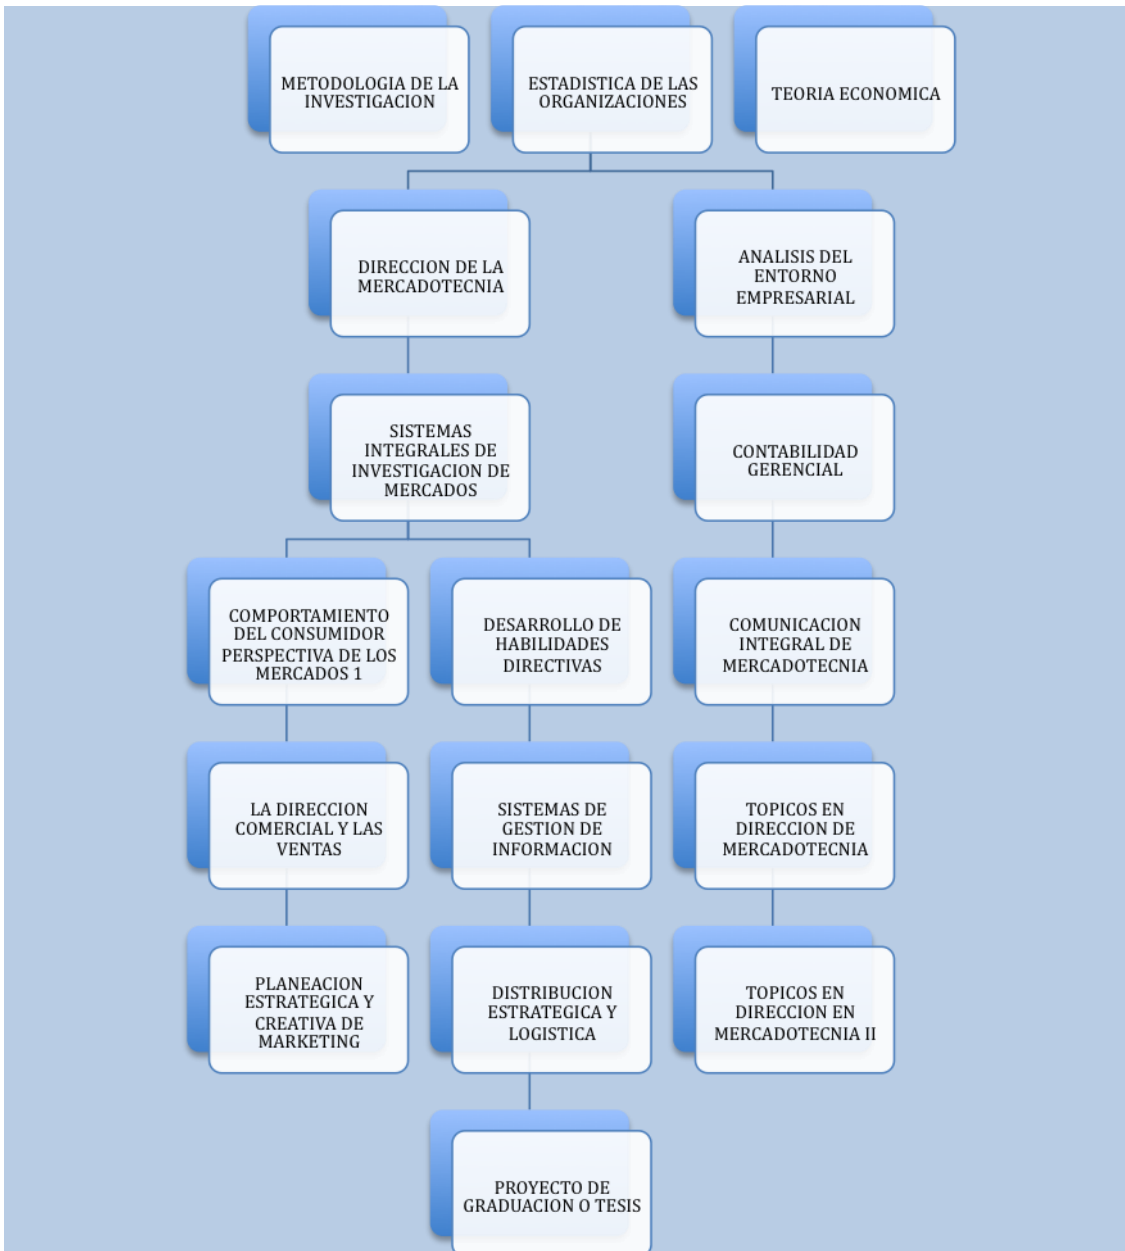 METODOLOGIA DE LA
INVESTIGACION
ESTADISTICA DE LAS
ORGANIZACIONES
TEORIA ECONOMICA
DIRECCION DE LA
MERCADOTECNIA
ANALISIS DEL
ENTORNO
EMPRESARIAL
SISTEMAS
INTEGRALES DE
INVESTIGACION DE
MERCADOS
CONTABILIDAD
GERENCIAL
COMPORTAMIENTO
DEL CONSUMIDOR
PERSPECTIVA DE LOS
MERCADOS 1
DESARROLLO DE
HABILIDADES
DIRECTIVAS
COMUNICACION
INTEGRAL DE
MERCADOTECNIA
LA DIRECCION
COMERCIAL Y LAS
VENTAS
SISTEMAS DE
GESTION DE
INFORMACION
TOPICOS EN
DIRECCION DE
MERCADOTECNIA
PLANEACION
ESTRATEGICA Y
CREATIVA DE
MARKETING
DISTRIBUCION
ESTRATEGICA Y
LOGISTICA
TOPICOS EN
DIRECCION EN
MERCADOTECNIA II
PROYECTO DE
GRADUACION O TESIS